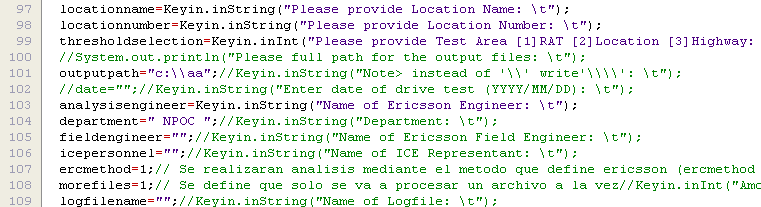 97 locationname=Keyin.inString("Please provide Location Name: \t");
98 locationnumber=Keyin.inString("Please provide Location Number: \t");
99 thresholdselection=Keyin.inInt("Please provide Test Area [1]RAT [2]Location [3]Highway:
100 //System.out.println("Please full path for the output files: \t");
101 outputpath="c:\\aa";//Keyin.inString("Note> instead of '\\' write'\\\\': \t");
102 //date="";//Keyin.inString("Enter date of drive test (YYYY/MM/DD): \t");
103 analysisengineer=Keyin.inString("Name of Ericsson Engineer: \t");
104 department=" NPOC ";//Keyin.inString("Department: \t");
105 fieldengineer="";//Keyin.inString("Name of Ericsson Field Engineer: \t");
106 icepersonnel="";//Keyin.inString("Name of ICE Representant: \t");
107 ercmethod=1;// Se realizaran analisis mediante el metodo que define ericsson (ercmethod
108 morefiles=1;// Se define que solo se va a procesar un archivo a la vez//Keyin.inInt("Amo
109 logfilename="";//Keyin.inString("Name of Logfile: \t");